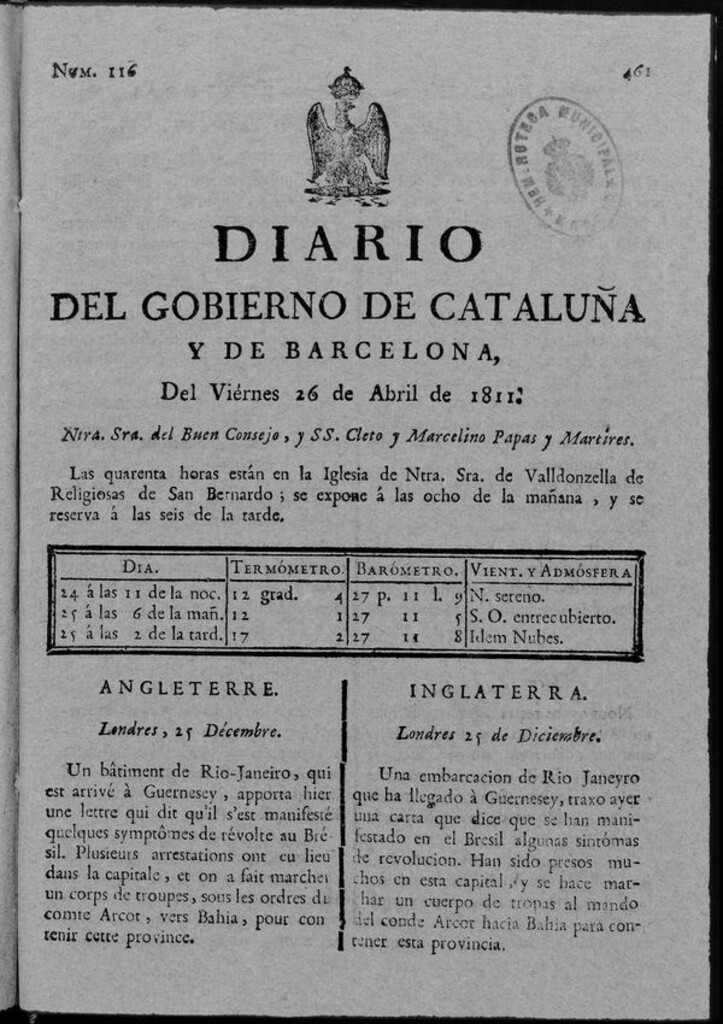 Num. 116
461
HEMEROTECA MUNICIPAL
DIARIO
DEL GOBIERNO DE CATALUÑA
Y DE BARCELONA,
Del Viérnes 26 de Abril de 1811.
Ntra. Sra. del Buen Consejo, y SS. Cleto y Marcelino Papas y Martires.
Las quarenta horas están en la Iglesia de Ntra. Sra. de Valldonzella de
Religiosas de San Bernardo; se expone á las ocho de la mañana, y se
reserva á las seis de la tarde.
DIA. TERMÓMETRO. BARÓMETRO. VIENT. Y ADMÓSFERA
24 á las 11 de la noc. 12 grad. 4 27 p. 11 l. 9 N. sereno.
25 á las 6 de la mañ. 12 1 27 11 5 S. O. entrecubierto.
25 á las 2 de la tard. 17 2 27 11 8 Idem Nubes.
ANGLETERRE.
Londres, 25 Décembre.
Un bâtiment de Rio-Janeiro, qui
est arrivé à Guernesey, apporta hier
une lettre qui dit qu'il s'est manifesté
quelques symptômes de révolte au Bré-
sil. Plusieurs arrestations ont eu lieu
dans la capitale, et on a fait marcher
un corps de troupes, sous les ordres du
comte Arcot, vers Bahia, pour con
tenir cette province.
INGLATERRA.
Londres 25 de Diciembre.
Una embarcacion de Rio Janeyro
que ha llegado à Guernesey, traxo ayer
una carta que dice que se han mani-
festado en el Bresil algunas sintómas
de revolucion. Han sido presos mu-
chos en esta capital, y se hace mar-
har un cuerpo de tropas al mando
del conde Arcot hacia Bahia para con-
tener esta provincia.